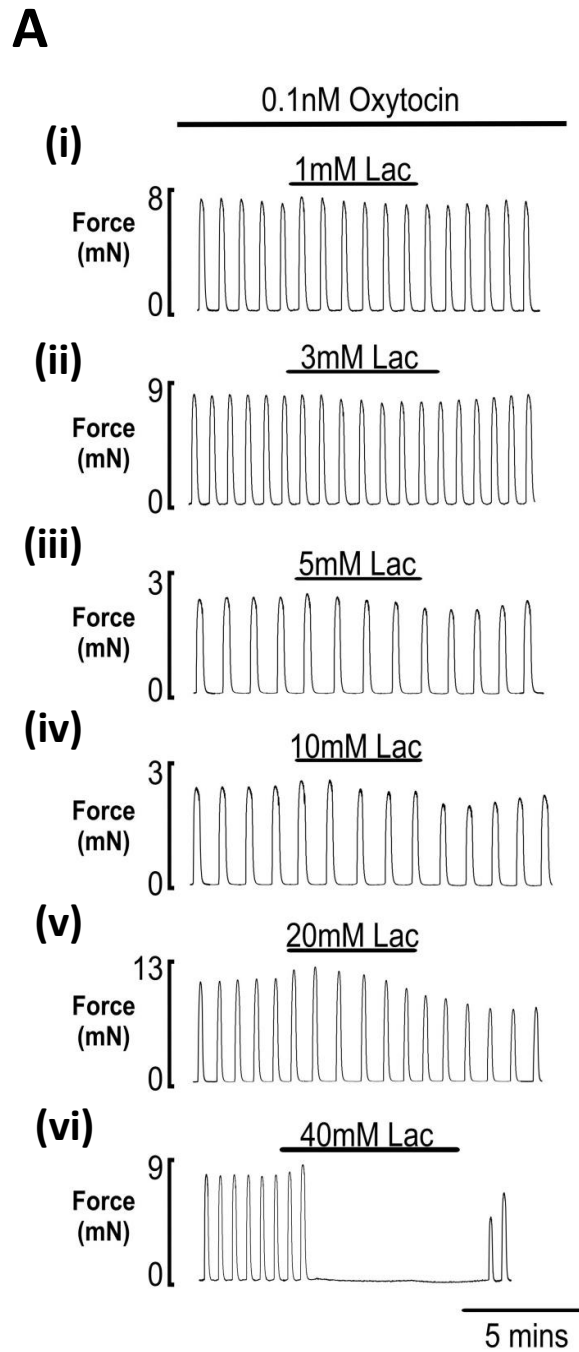 A
0.1nM Oxytocin
(i)
1mM Lac
8
Force
(mN)
0
(ii)
3mM Lac
9
Force
(mN)
0
(iii)
5mM Lac
3
Force
(mN)
0
(iv)
10mM Lac
3
Force
(mN)
0
(v)
20mM Lac
13
Force
(mN)
0
(vi)
40mM Lac
9
Force
(mN)
0
5 mins